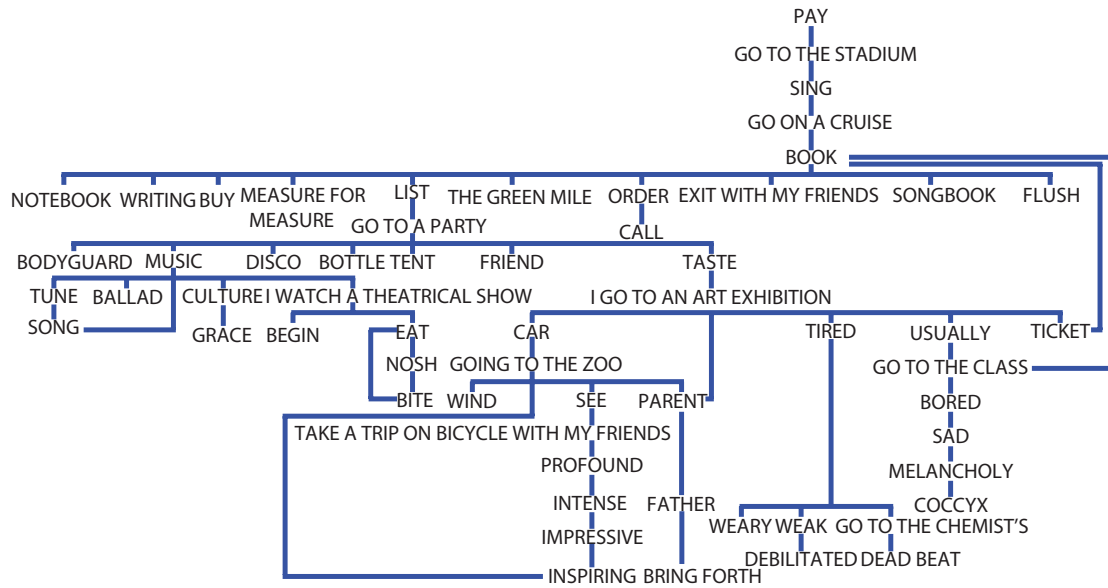 PAY
GO TO THE STADIUM
SING
GO ON A CRUISE
BOOK
NOTEBOOK WRITING BUY MEASURE FOR MEASURE LIST THE GREEN MILE ORDER EXIT WITH MY FRIENDS SONGBOOK FLUSH
GO TO A PARTY CALL
BODYGUARD MUSIC DISCO BOTTLE TENT FRIEND TASTE
TUNE BALLAD CULTURE I WATCH A THEATRICAL SHOW I GO TO AN ART EXHIBITION
SONG GRACE BEGIN EAT CAR TIRED USUALLY TICKET
NOSH GOING TO THE ZOO GO TO THE CLASS
BITE WIND SEE PARENT BORED
TAKE A TRIP ON BICYCLE WITH MY FRIENDS SAD
PROFOUND MELANCHOLY
INTENSE FATHER COCCYX
IMPRESSIVE WEARY WEAK GO TO THE CHEMIST'S
DEBILITATED DEAD BEAT
INSPIRING BRING FORTH